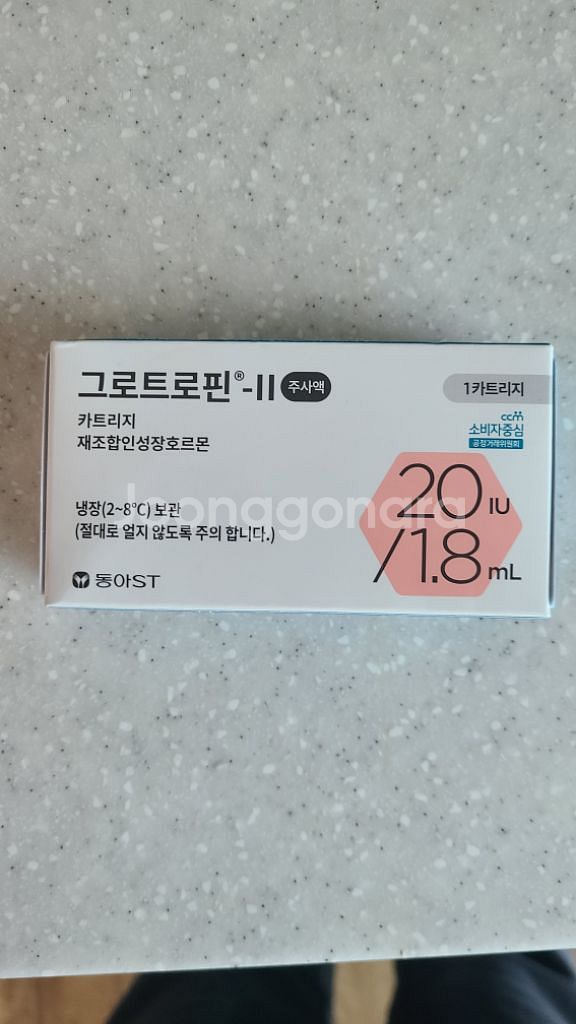 그로트로핀®-II 주사액
1카트리지
카트리지
재조합인성장호르몬
ccm
소비자중심
공정거래위원회
20 IU
/1.8 mL
냉장(2~8℃) 보관
(절대로 얼지 않도록 주의 합니다.)
동아ST
Joonggonara